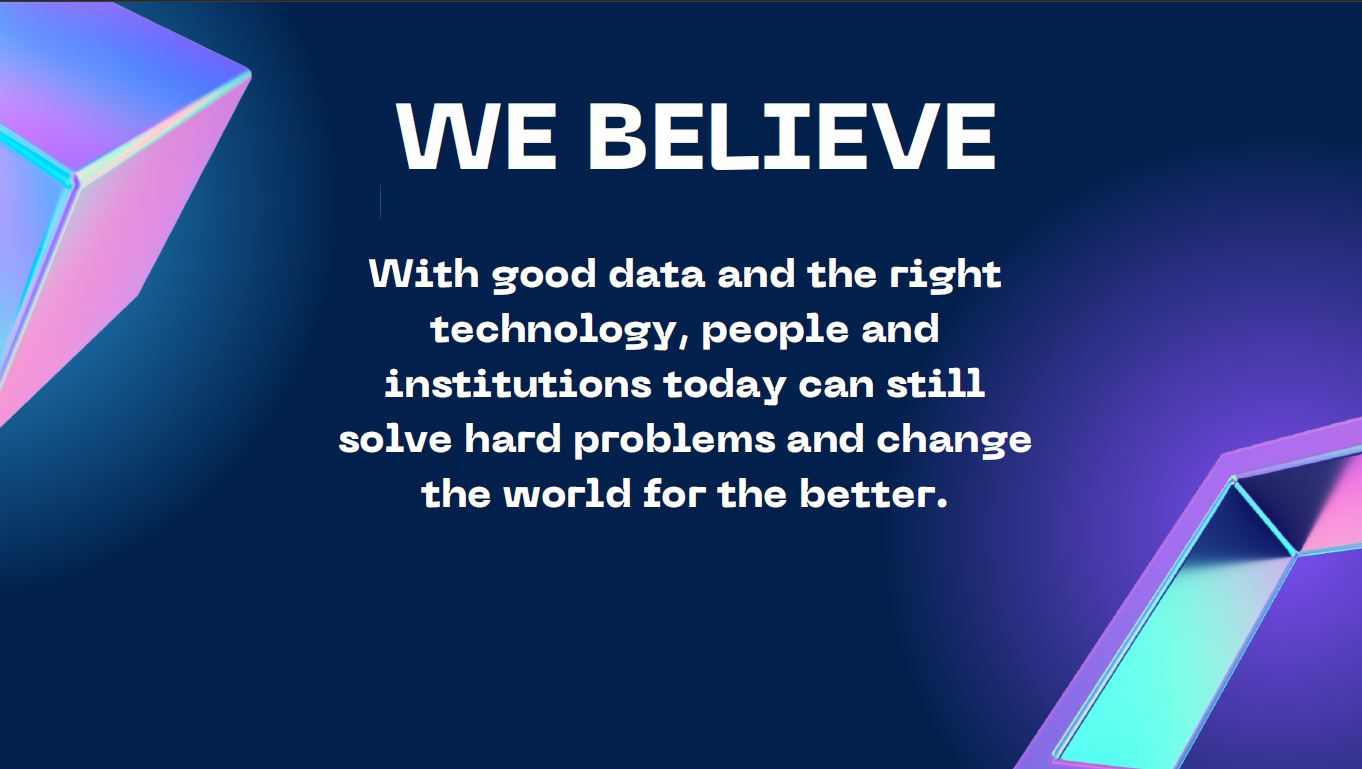 WE BELIEVE
With good data and the right
technology, people and
institutions today can still
solve hard problems and change
the world for the better.